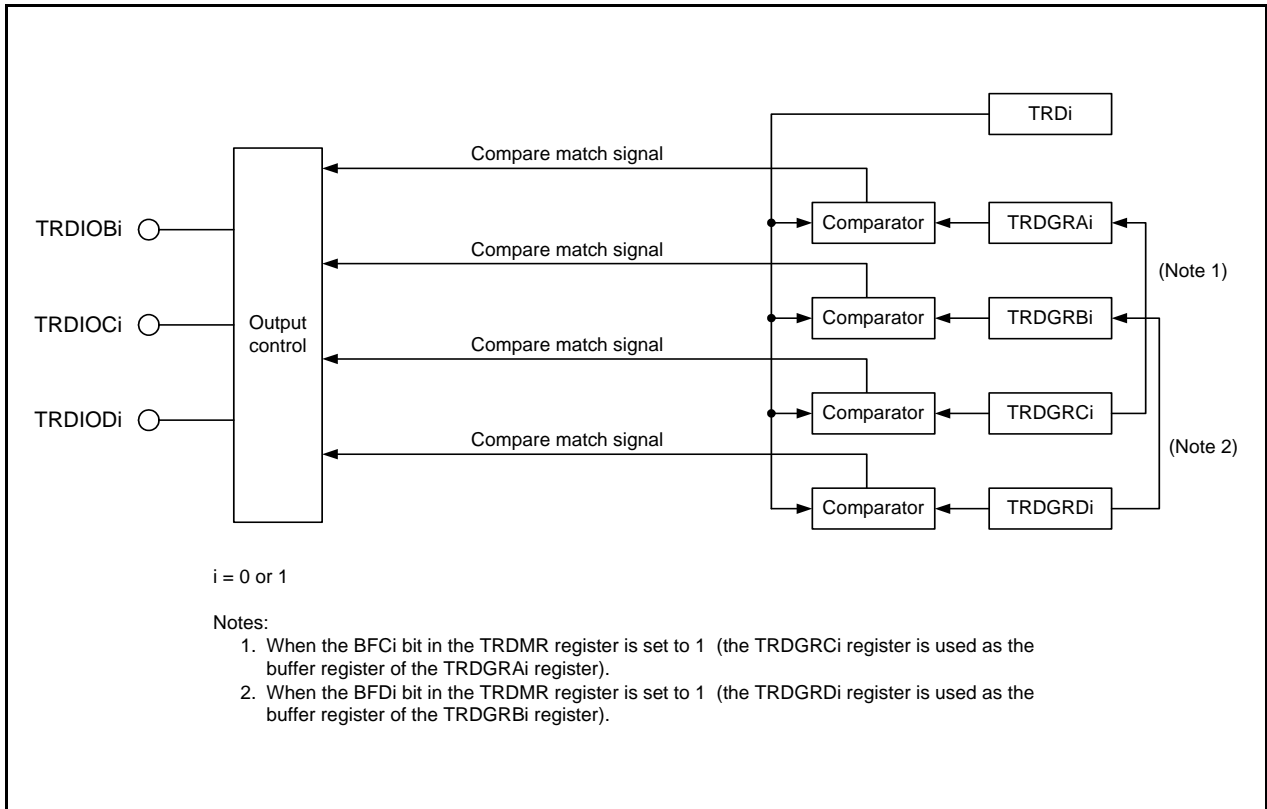 TRDi
Compare match signal
TRDIOBi
Comparator
TRDGRAi
Compare match signal
(Note 1)
TRDIOCi
Output
control
Comparator
TRDGRBi
Compare match signal
TRDIODi
Comparator
TRDGRCi
Compare match signal
(Note 2)
Comparator
TRDGRDi
i = 0 or 1
Notes:
1. When the BFCi bit in the TRDMR register is set to 1 (the TRDGRCi register is used as the
buffer register of the TRDGRAi register).
2. When the BFDi bit in the TRDMR register is set to 1 (the TRDGRDi register is used as the
buffer register of the TRDGRBi register).